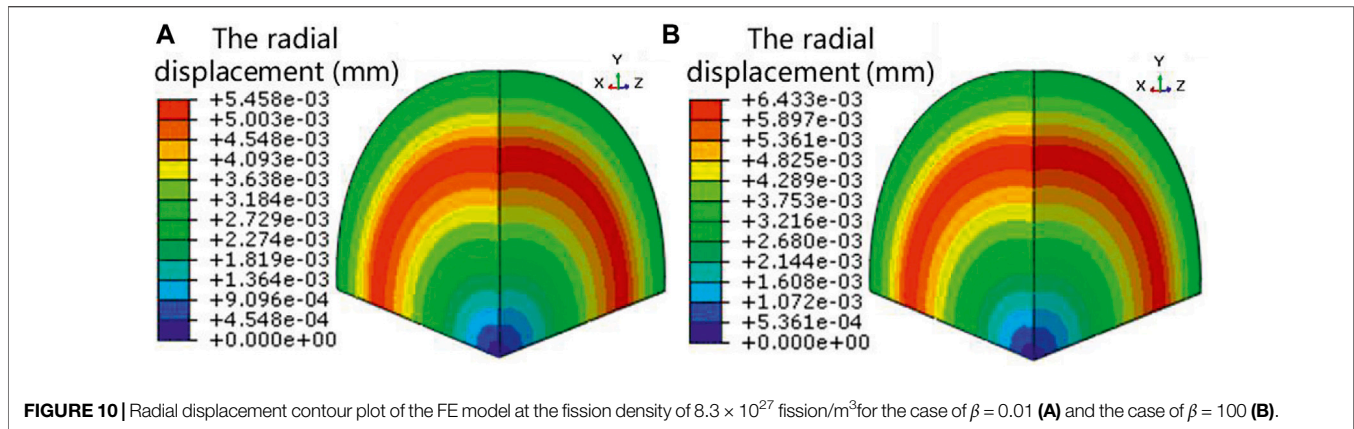 A The radial
displacement (mm)
+5.458e-03
+5.003e-03
+4.548e-03
+4.093e-03
+3.638e-03
+3.184e-03
+2.729e-03
+2.274e-03
+1.819e-03
+1.364e-03
+9.096e-04
+4.548e-04
+0.000e+00
Y
X Z
B The radial
displacement (mm)
+6.433e-03
+5.897e-03
+5.361e-03
+4.825e-03
+4.289e-03
+3.753e-03
+3.216e-03
+2.680e-03
+2.144e-03
+1.608e-03
+1.072e-03
+5.361e-04
+0.000e+00
Y
X Z
FIGURE 10 | Radial displacement contour plot of the FE model at the fission density of 8.3 × 10²⁷ fission/m³for the case of β = 0.01 (A) and the case of β = 100 (B).